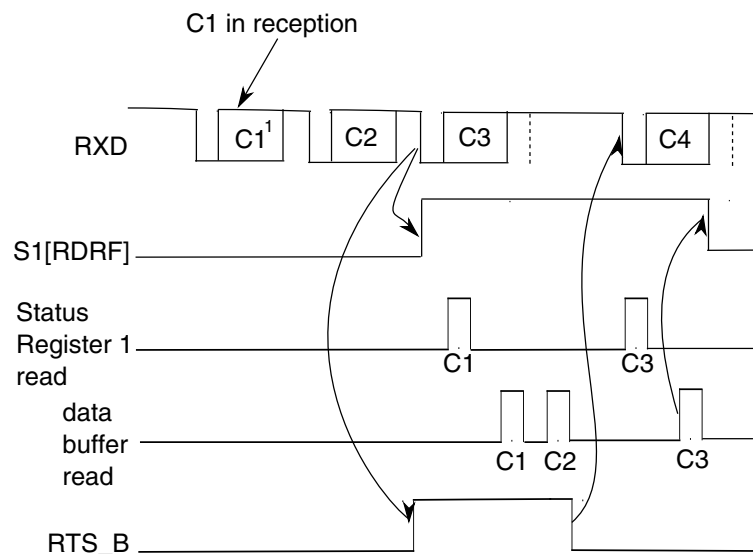 C1 in reception
RXD
C1¹
C2
C3
C4
S1[RDRF]
Status
Register 1
read
C1
C3
data
buffer
read
C1
C2
C3
RTS_B